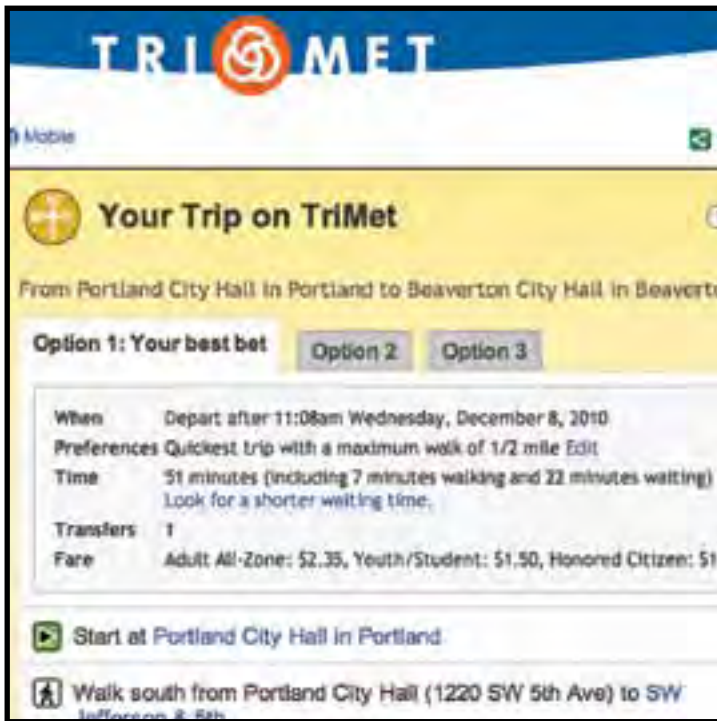 TRI MET
Mobile
Your Trip on TriMet
From Portland City Hall in Portland to Beaverton City Hall in Beaverto
Option 1: Your best bet
Option 2
Option 3
When Depart after 11:08am Wednesday, December 8, 2010
Preferences Quickest trip with a maximum walk of 1/2 mile Edit
Time 51 minutes (including 7 minutes walking and 22 minutes waiting)
Look for a shorter waiting time.
Transfers 1
Fare Adult All-Zone: $2.35, Youth/Student: $1.50, Honored Citizen: $1
Start at Portland City Hall in Portland
Walk south from Portland City Hall (1220 SW 5th Ave) to SW
Jefferson & 5th